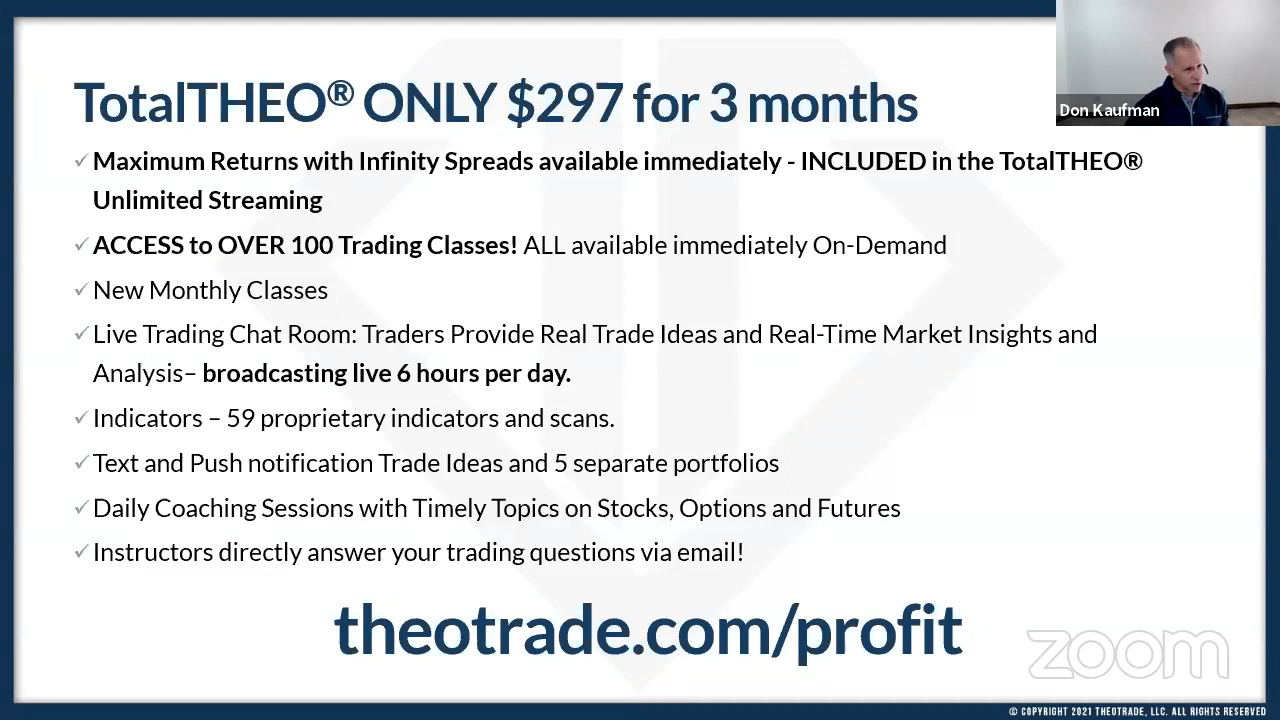 TotalTHEO® ONLY $297 for 3 months
Don Kaufman
✓ Maximum Returns with Infinity Spreads available immediately - INCLUDED in the TotalTHEO®
Unlimited Streaming
✓ ACCESS to OVER 100 Trading Classes! ALL available immediately On-Demand
✓ New Monthly Classes
✓ Live Trading Chat Room: Traders Provide Real Trade Ideas and Real-Time Market Insights and
Analysis– broadcasting live 6 hours per day.
✓ Indicators – 59 proprietary indicators and scans.
✓ Text and Push notification Trade Ideas and 5 separate portfolios
✓ Daily Coaching Sessions with Timely Topics on Stocks, Options and Futures
✓ Instructors directly answer your trading questions via email!
theotrade.com/profit
zoom
© COPYRIGHT 2021 THEOTRADE, LLC. ALL RIGHTS RESERVED